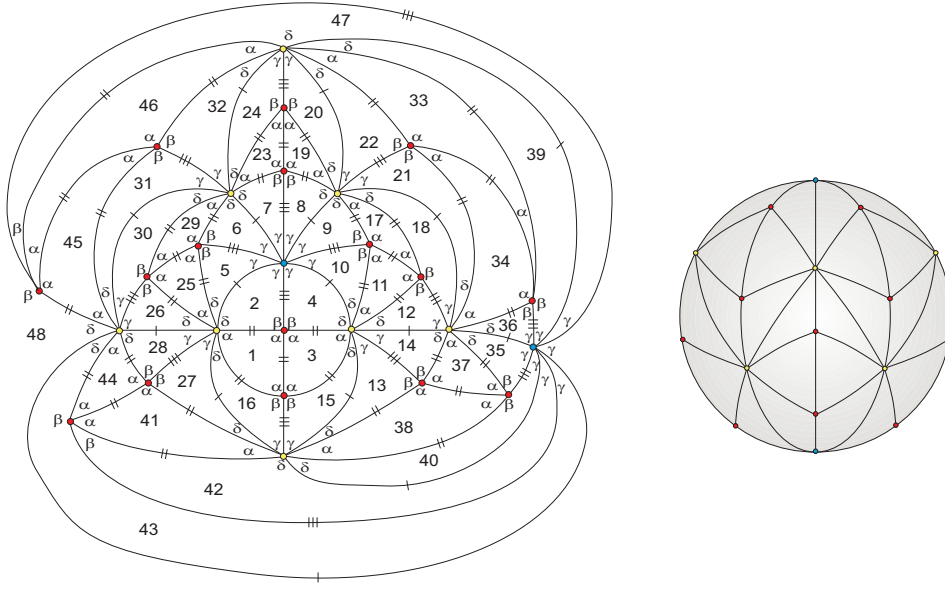 47
δ
α δ α
γ γ
δ δ
46 32 24 20 33
β β
α α
α β 22 α β
α β 23 19 β α 39
31 α α 21
γ δ β β δ γ
γ δ δ γ
δ α δ δ α δ
45 30 29 7 8 17 18 34
β α 6 9 α
α β γ γ β α
β α α β γ γ β α β α β
48 25 5 10 11 α β
β α γ γ β β
γ 26 2 4 12 γ 36
δ δ α δ δ α δ δ γ γ
δ α δ α β β α δ δ α δ γ γ
28 γ γ β β γ γ 14 35
44 27 1 3 37 γ γ
α β β δ δ β α
α 16 α α 15 13 β β
β α 41 β β 38 β
β γ γ
α δ δ α
δ δ 40
42
43